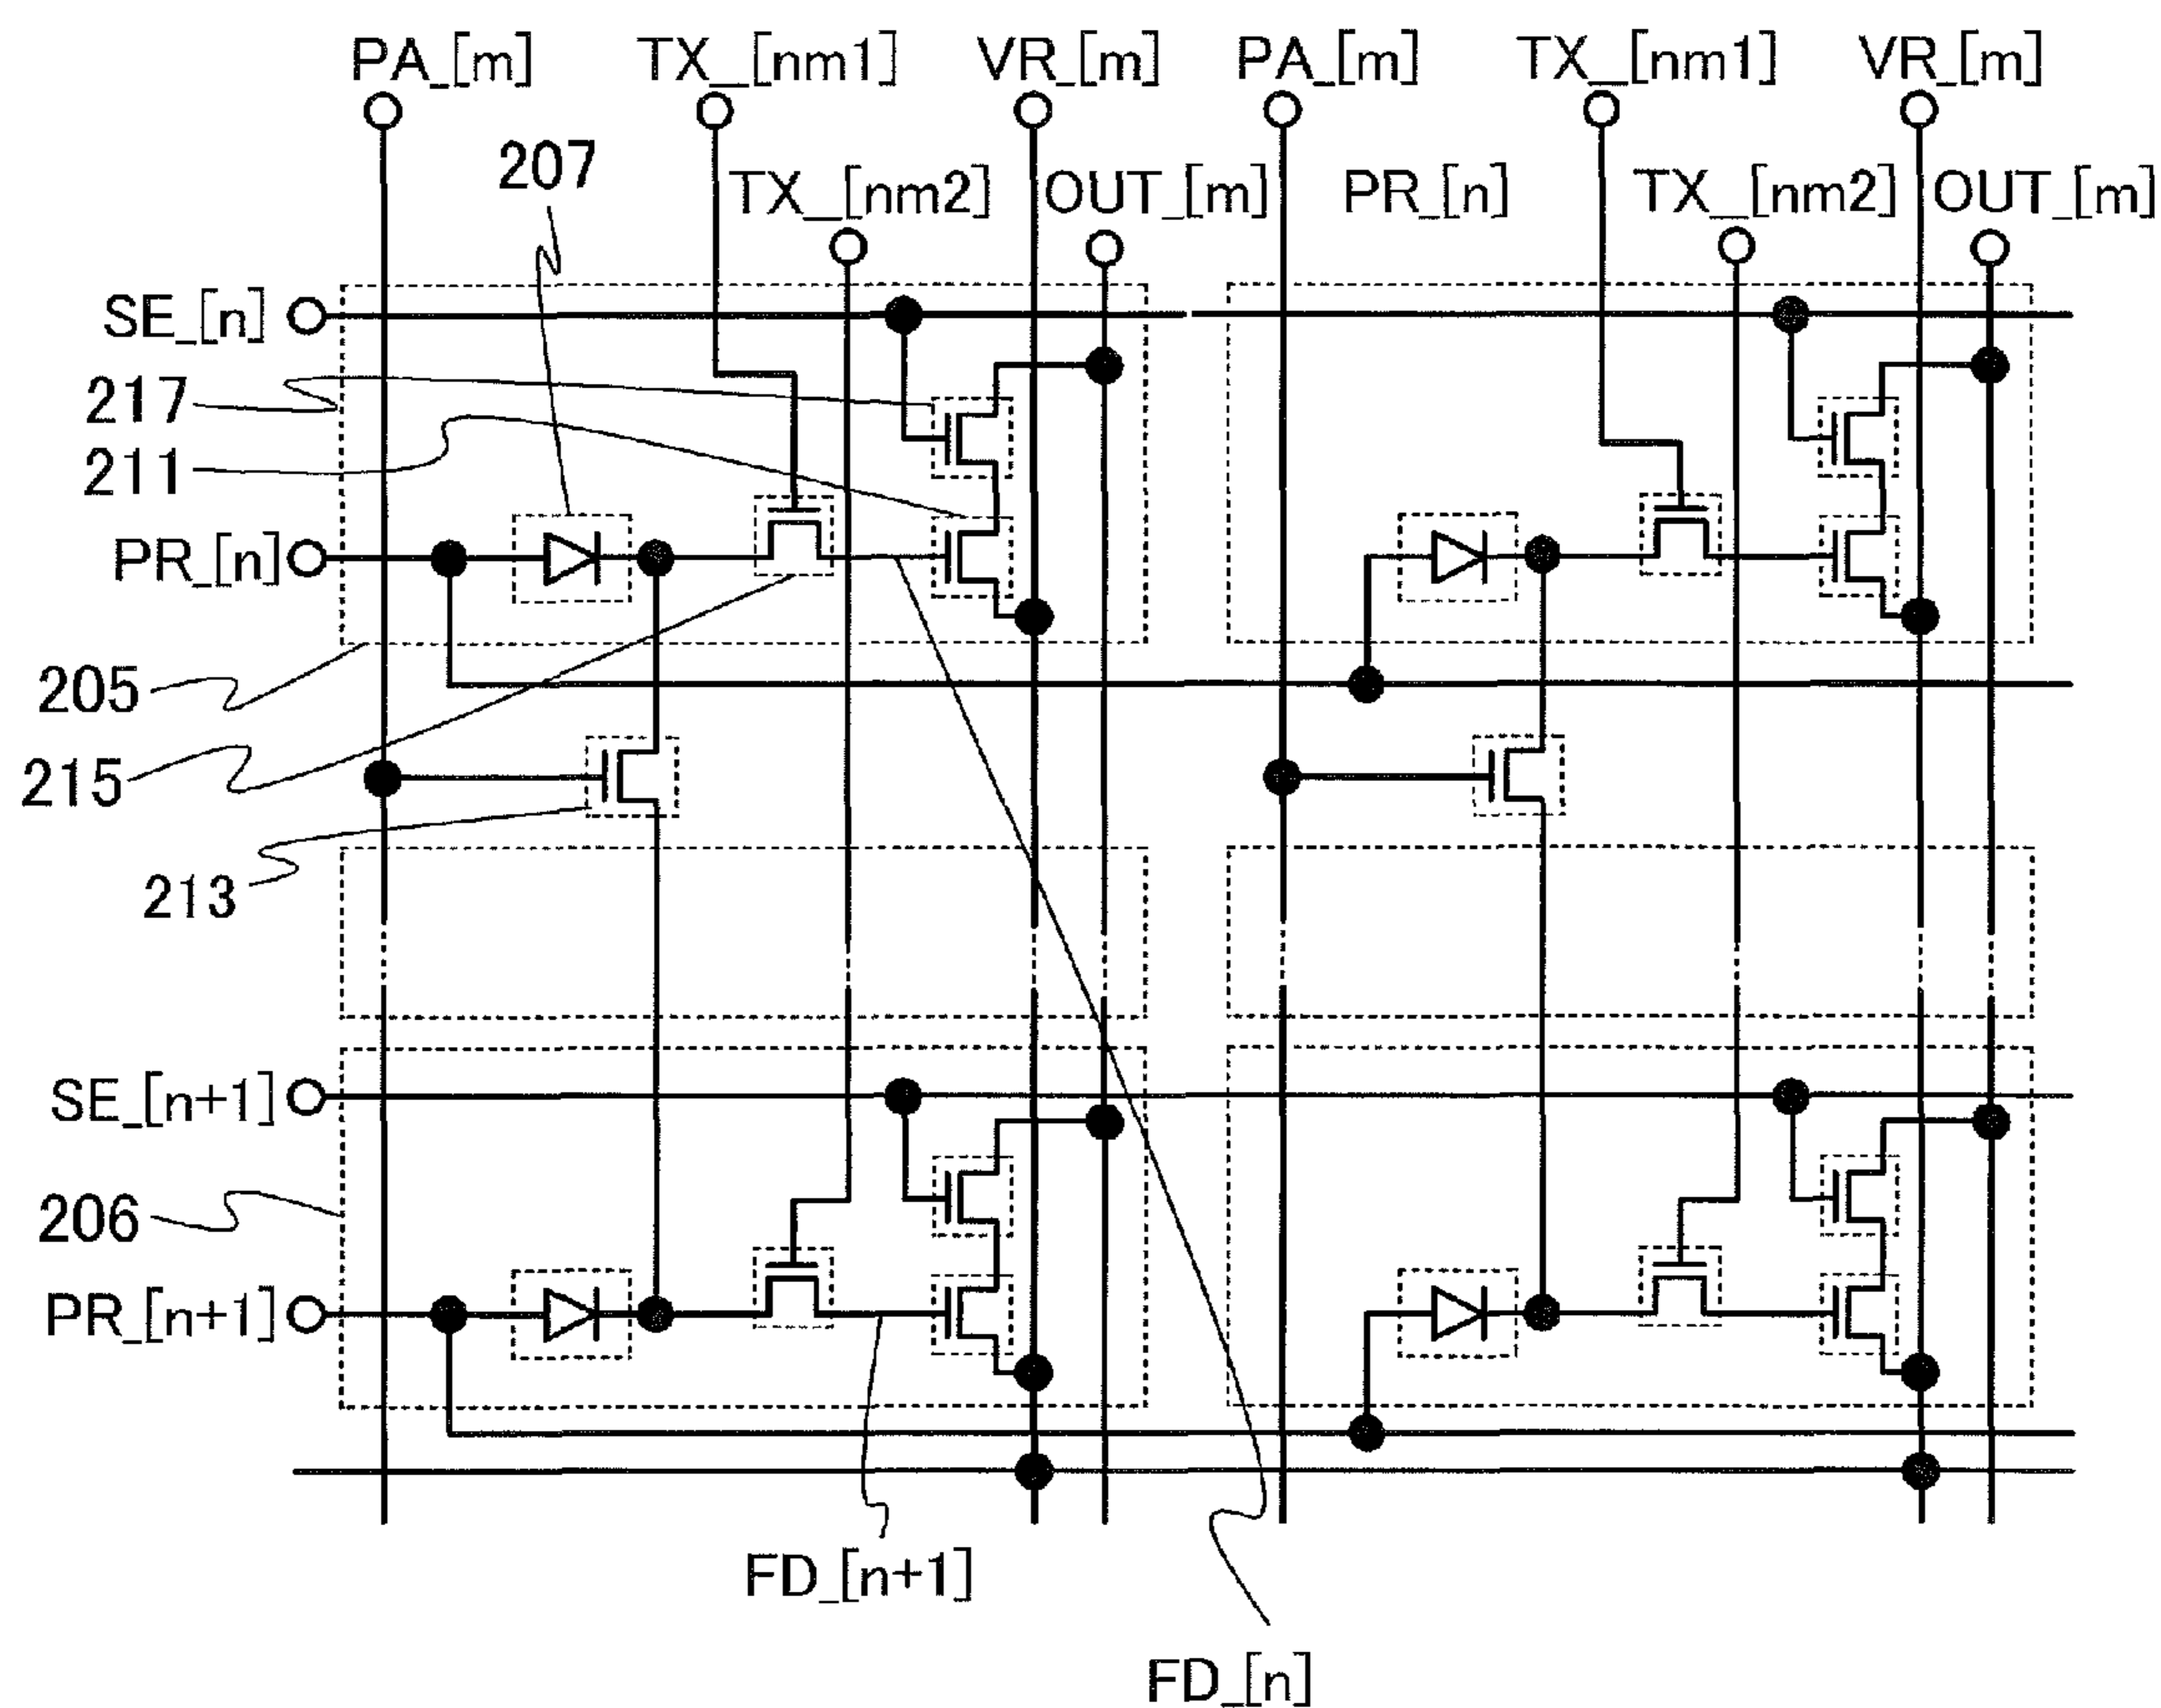 PA_[m] TX_[nm1] VR_[m] PA_[m] TX_[nm1] VR_[m]
207 TX_[nm2] OUT_[m] PR_[n] TX_[nm2] OUT_[m]
SE_[n]
217
211
PR_[n]
205
215
213
SE_[n+1]
206
PR_[n+1]
FD_[n+1]
FD_[n]